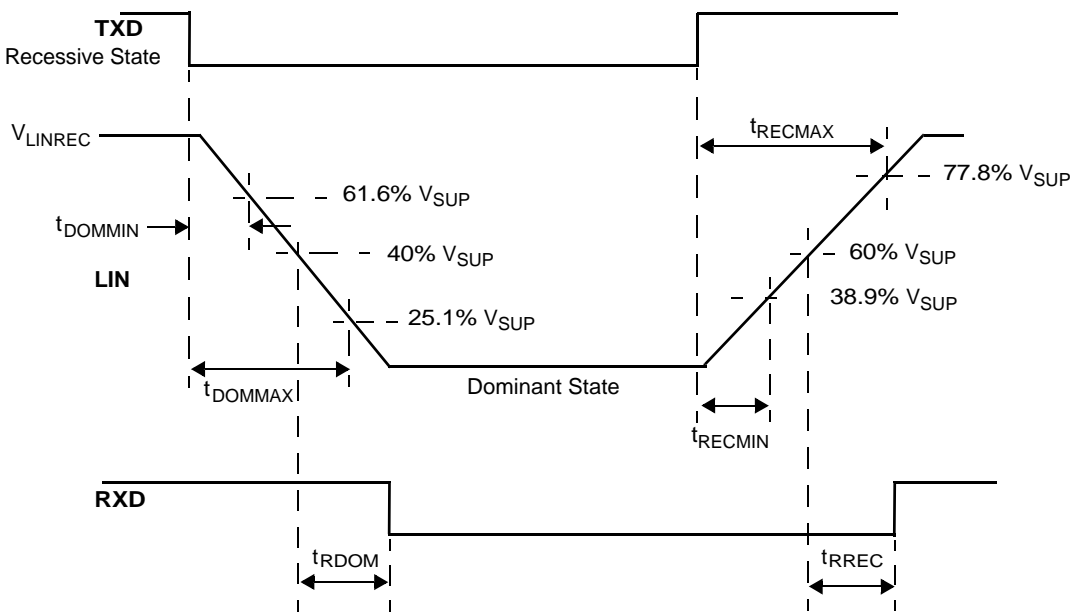 TXD
Recessive State
VLINREC
tRECMAX
77.8% VSUP
61.6% VSUP
tDOMMIN
40% VSUP
60% VSUP
LIN
38.9% VSUP
25.1% VSUP
tDOMMAX
Dominant State
tRECMIN
RXD
tRDOM
tRREC